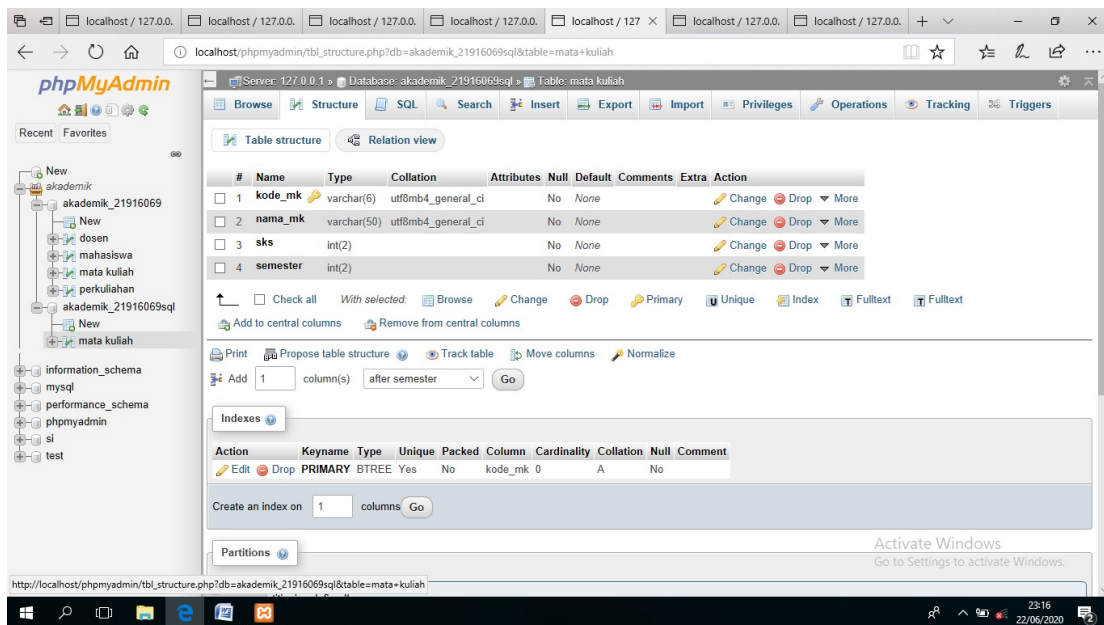 localhost / 127.0.0. localhost / 127.0.0. localhost / 127.0.0. localhost / 127.0.0. localhost / 127 localhost / 127.0.0. localhost / 127.0.0.
localhost/phpmyadmin/tbl_structure.php?db=akademik_21916069sql&table=mata+kuliah
phpMyAdmin
Recent Favorites
New
akademik
akademik_21916069
New
dosen
mahasiswa
mata kuliah
perkuliahan
akademik_21916069sql
New
mata kuliah
information_schema
mysql
performance_schema
phpmyadmin
si
test
Server: 127.0.0.1 » Database: akademik_21916069sql » Table: mata kuliah
Browse Structure SQL Search Insert Export Import Privileges Operations Tracking Triggers
Table structure Relation view
# Name Type Collation Attributes Null Default Comments Extra Action
1 kode_mk varchar(6) utf8mb4_general_ci No None Change Drop More
2 nama_mk varchar(50) utf8mb4_general_ci No None Change Drop More
3 sks int(2) No None Change Drop More
4 semester int(2) No None Change Drop More
Check all With selected: Browse Change Drop Primary Unique Index Fulltext Fulltext
Add to central columns Remove from central columns
Print Propose table structure Track table Move columns Normalize
Add 1 column(s) after semester Go
Indexes
Action Keyname Type Unique Packed Column Cardinality Collation Null Comment
Edit Drop PRIMARY BTREE Yes No kode_mk 0 A No
Create an index on 1 columns Go
Partitions
Activate Windows
Go to Settings to activate Windows.
http://localhost/phpmyadmin/tbl_structure.php?db=akademik_21916069sql&table=mata+kuliah
23:16
22/06/2020
2